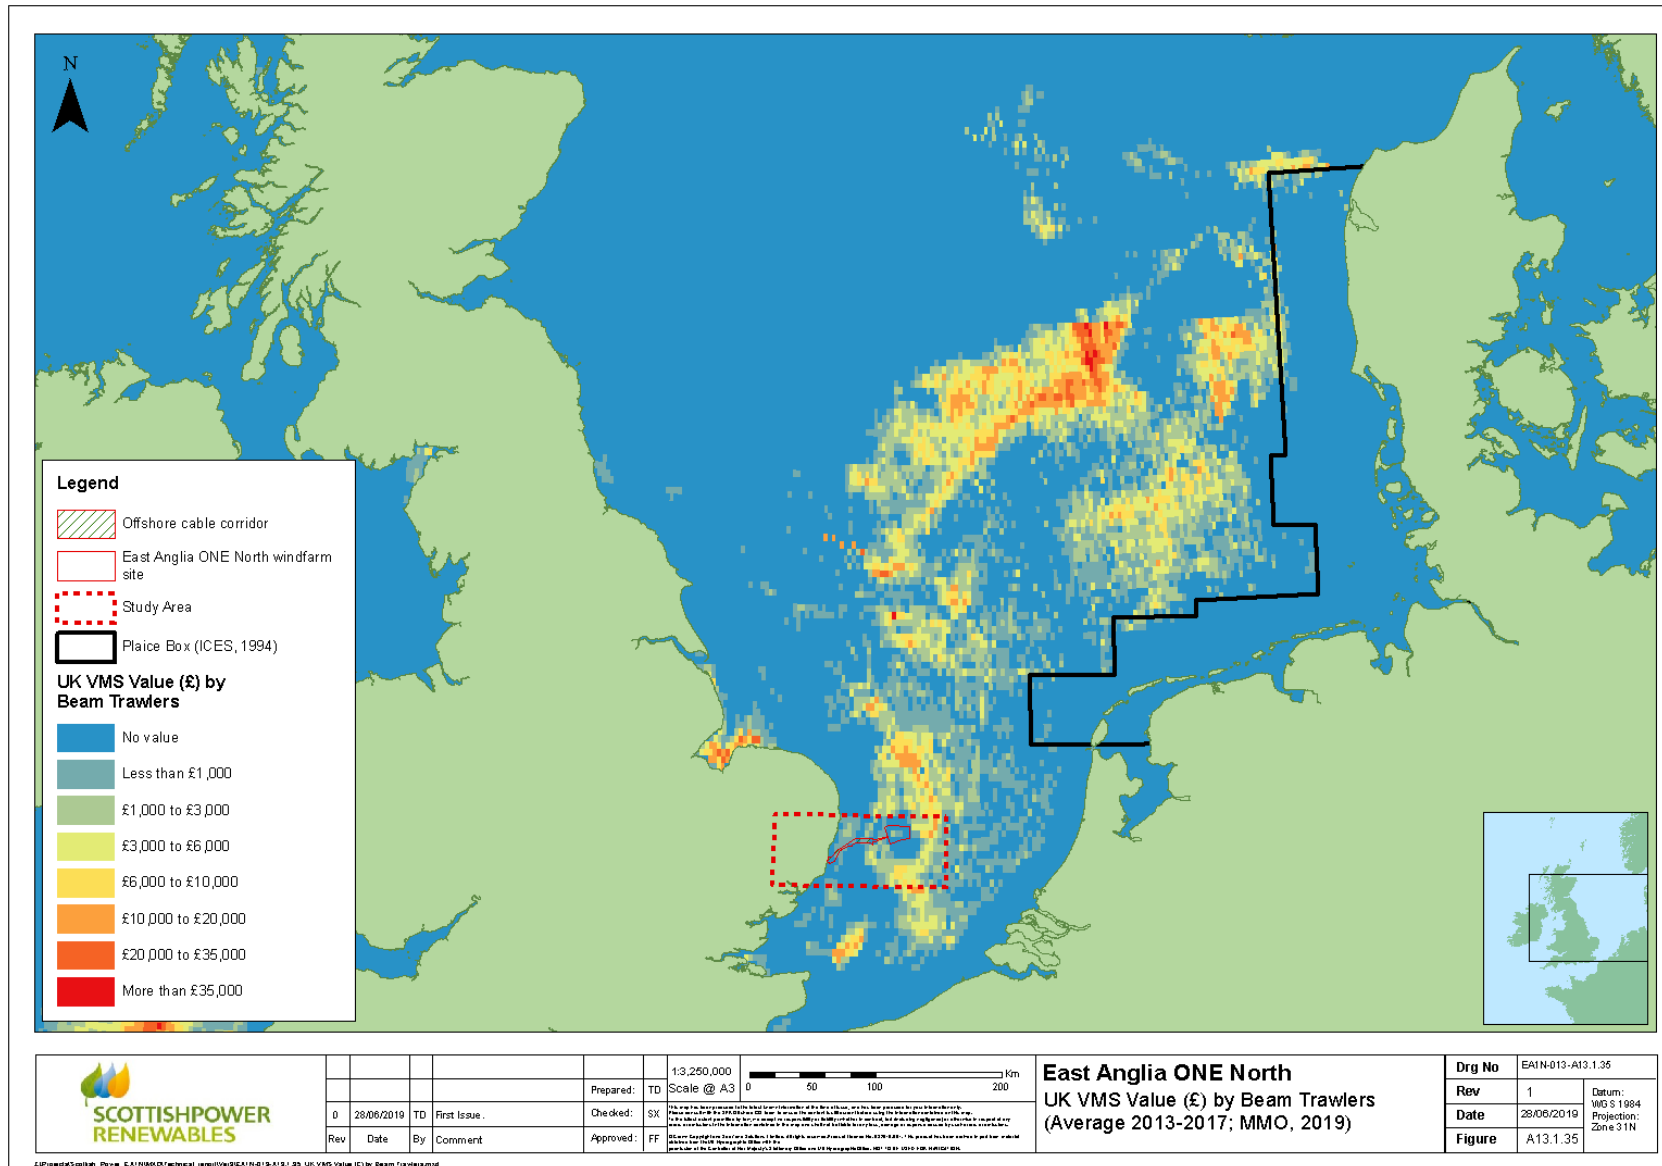 N
Legend
Offshore cable corridor
East Anglia ONE North windfarm
site
Study Area
Plaice Box (ICES, 1994)
UK VMS Value (£) by
Beam Trawlers
No value
Less than £1,000
£1,000 to £3,000
£3,000 to £6,000
£6,000 to £10,000
£10,000 to £20,000
£20,000 to £35,000
More than £35,000
SCOTTISHPOWER
RENEWABLES
0 28/06/2019 TD First Issue.
Rev Date By Comment
Prepared: TD
Checked: SX
Approved: FF
1:3,250,000
Scale @ A3
Km
0 50 100 200
East Anglia ONE North
UK VMS Value (£) by Beam Trawlers
(Average 2013-2017; MMO, 2019)
Drg No EA1N-013-A13.1.35
Rev 1
Date 28/06/2019
Figure A13.1.35
Datum:
WGS 1984
Projection:
Zone 31N